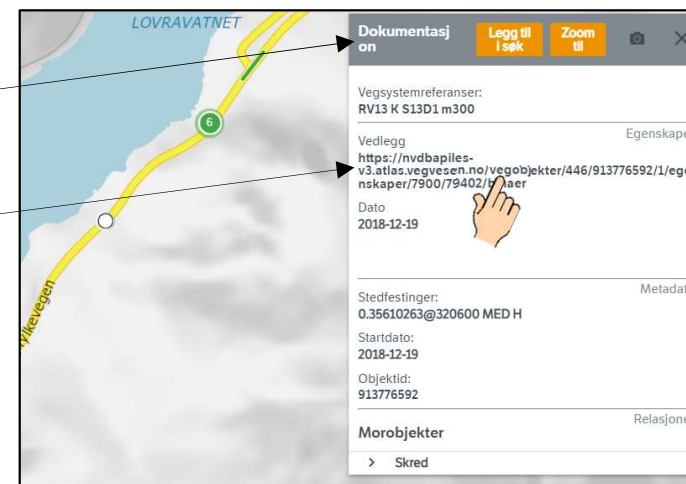 LOVRAVATNET
6
ylkevegen
Dokumentasj
on
Legg til
i søk
Zoom
til
Vegsystemreferanser:
RV13 K S13D1 m300
Egenskape
Vedlegg
https://nvdbapiles-
v3.atlas.vegvesen.no/vegobjekter/446/913776592/1/ege
nskaper/7900/79402/binaer
Dato
2018-12-19
Metadat
Stedfestinger:
0.35610263@320600 MED H
Startdato:
2018-12-19
Objektid:
913776592
Relasjone
Morobjekter
> Skred